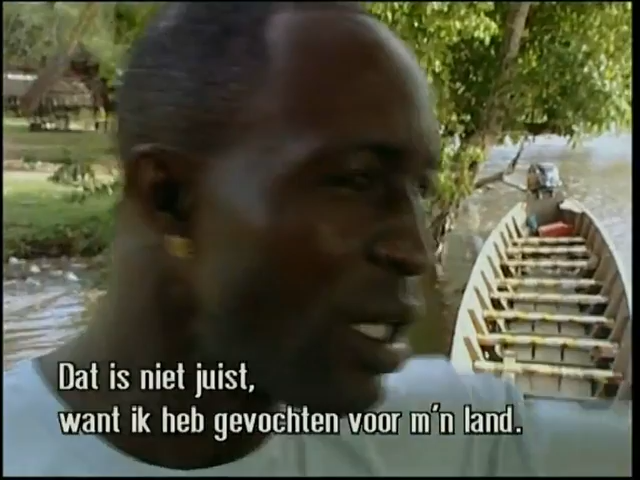 Dat is niet juist,
want ik heb gevochten voor m'n land.